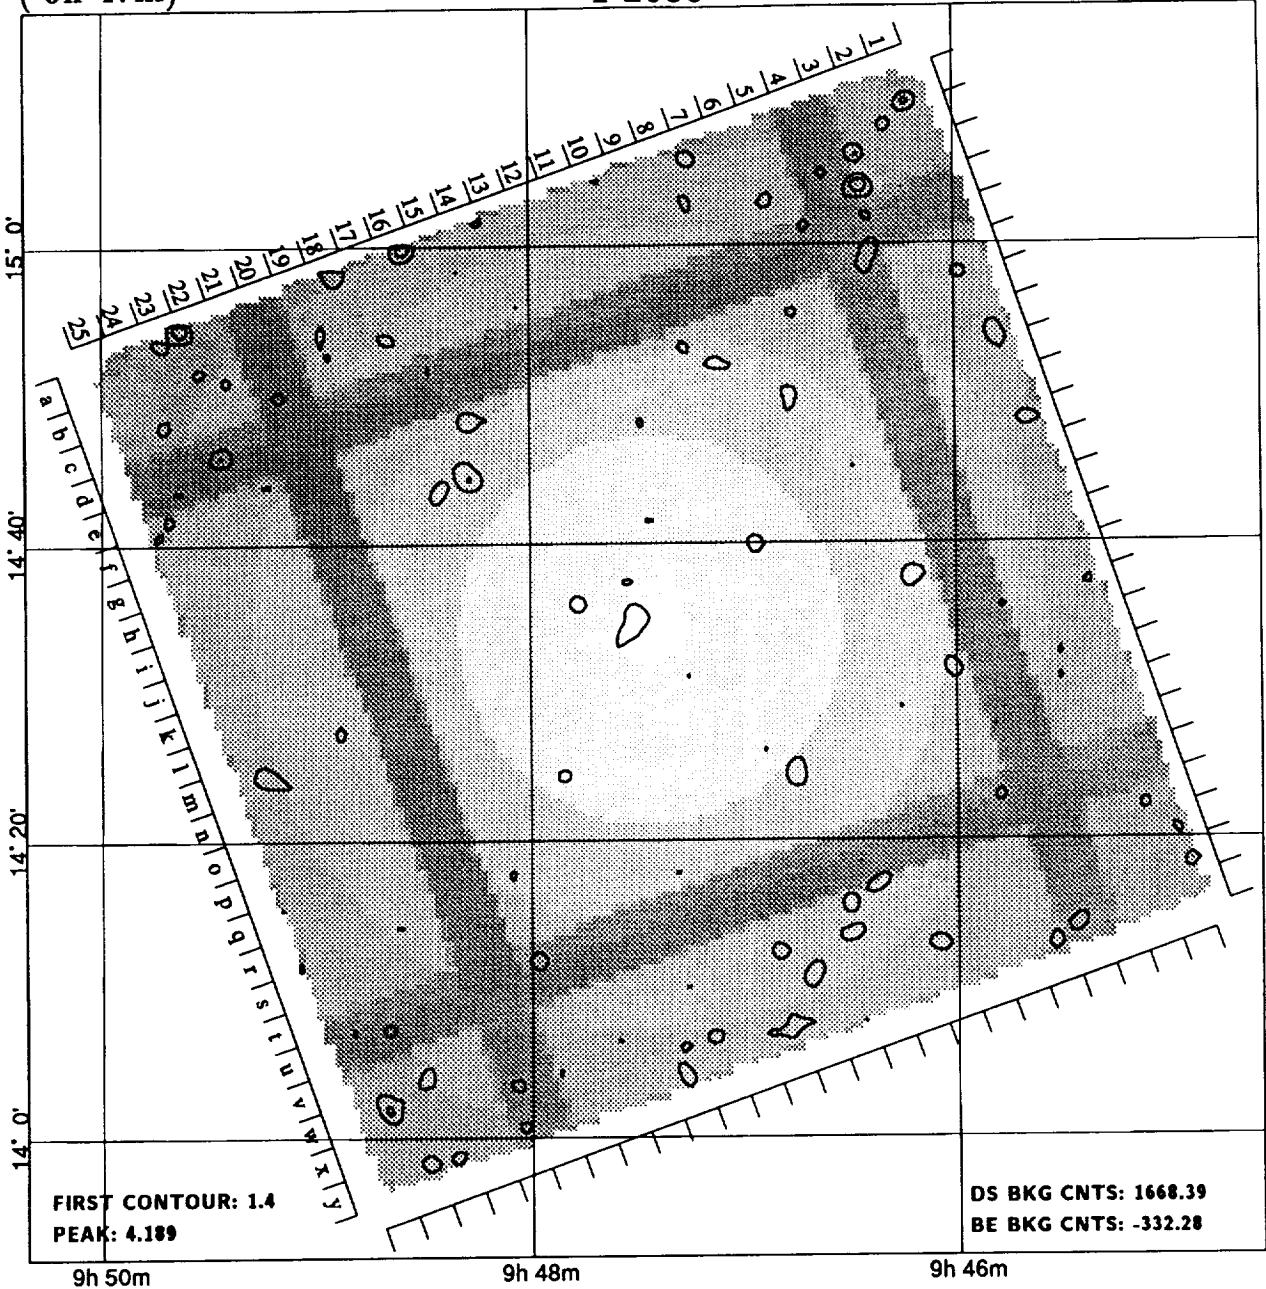 1 2 3 4 5 6 7 8 9 10 11 12 13 14 15 16 17 18 19 20 21 22 23 24 25
a b c d e f g h i j k l m n o p q r s t u v w x y
15° 0'
14° 40'
14° 20'
14° 0'
FIRST CONTOUR: 1.4
PEAK: 4.189
DS BKG CNTS: 1668.39
BE BKG CNTS: -332.28
9h 50m
9h 48m
9h 46m